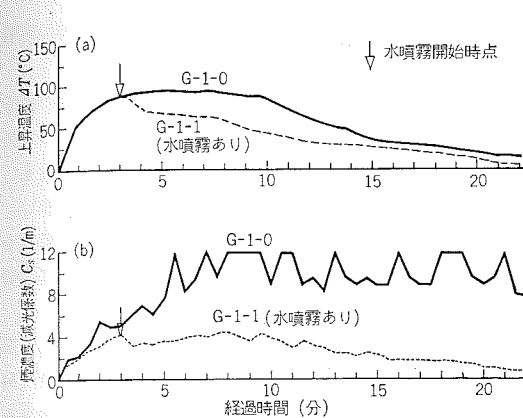 (a)
水噴霧開始時点
上昇温度 ΔT(°C)
150
100
50
0
G-1-0
G-1-1
(水噴霧あり)
0 5 10 15 20
(b)
煙濃度(減光係数) Cs(1/m)
12
8
4
0
G-1-0
G-1-1 (水噴霧あり)
0 5 10 15 20
経過時間 (分)